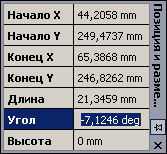 Позиция и разме...
Начало X 44,2058 mm
Начало Y 249,4737 mm
Конец X 65,3868 mm
Конец Y 246,8262 mm
Длина 21,3459 mm
Угол -7,1246 deg
Высота 0 mm